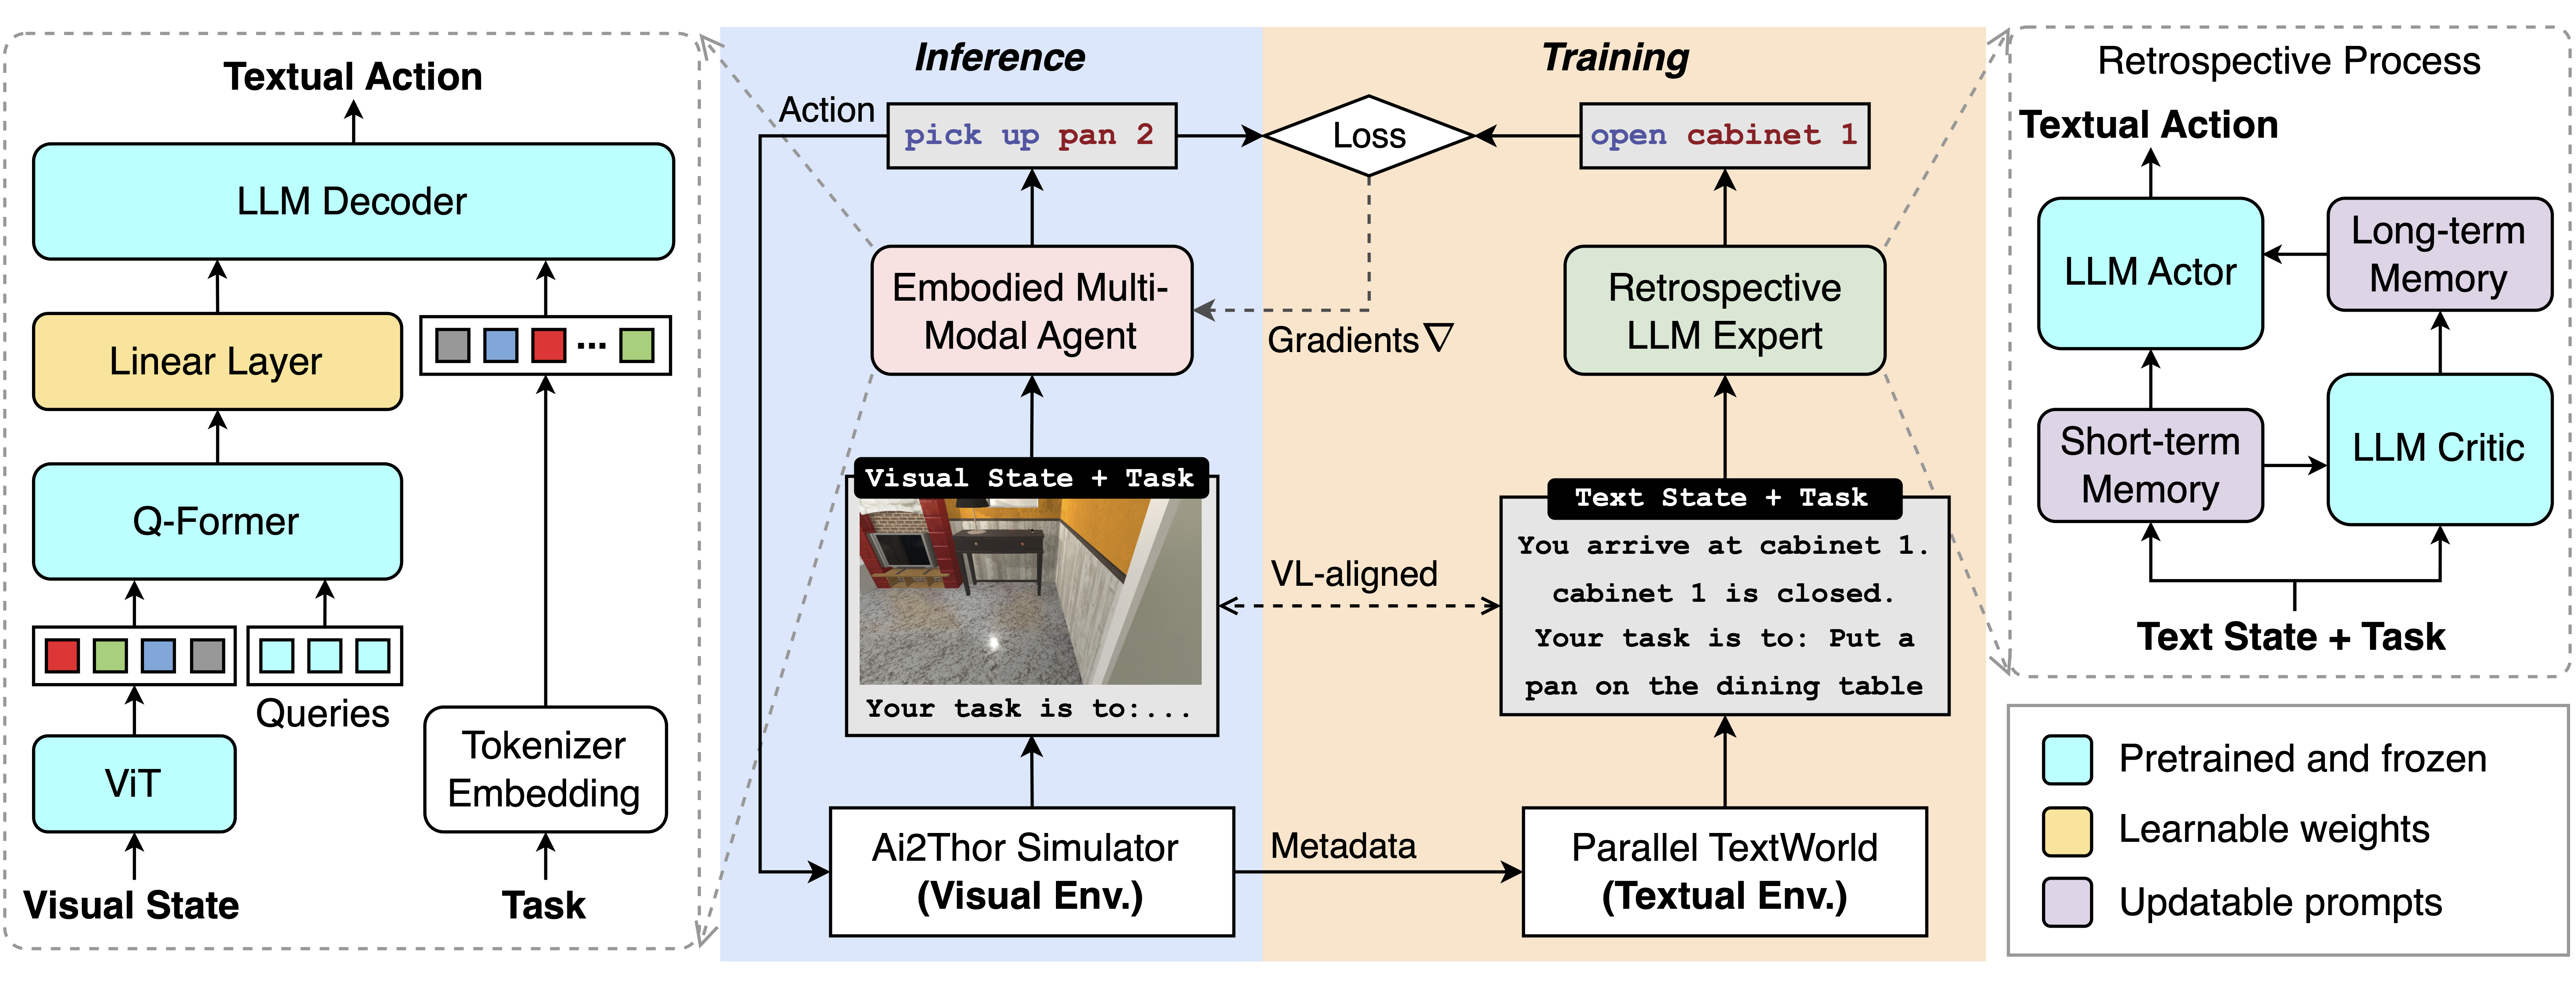 Textual Action
LLM Decoder
Linear Layer
Q-Former
Queries
ViT
Tokenizer
Embedding
Visual State
Task
Inference
Action
pick up pan 2
Embodied Multi-
Modal Agent
Visual State + Task
Your task is to:...
Ai2Thor Simulator
(Visual Env.)
Training
Loss
open cabinet 1
Gradients ▽
Retrospective
LLM Expert
VL-aligned
Text State + Task
You arrive at cabinet 1.
cabinet 1 is closed.
Your task is to: Put a
pan on the dining table
Metadata
Parallel TextWorld
(Textual Env.)
Retrospective Process
Textual Action
LLM Actor
Long-term
Memory
Short-term
Memory
LLM Critic
Text State + Task
Pretrained and frozen
Learnable weights
Updatable prompts